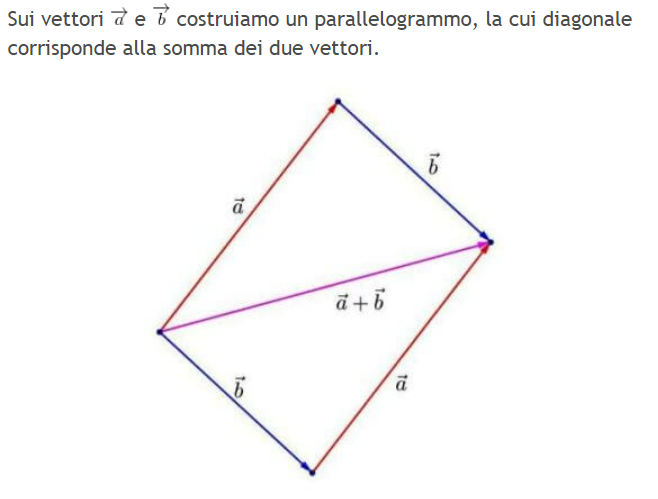 Sui vettori a⃗ e b⃗ costruiamo un parallelogrammo, la cui diagonale
corrisponde alla somma dei due vettori.
b⃗
a⃗
a⃗ + b⃗
b⃗
a⃗